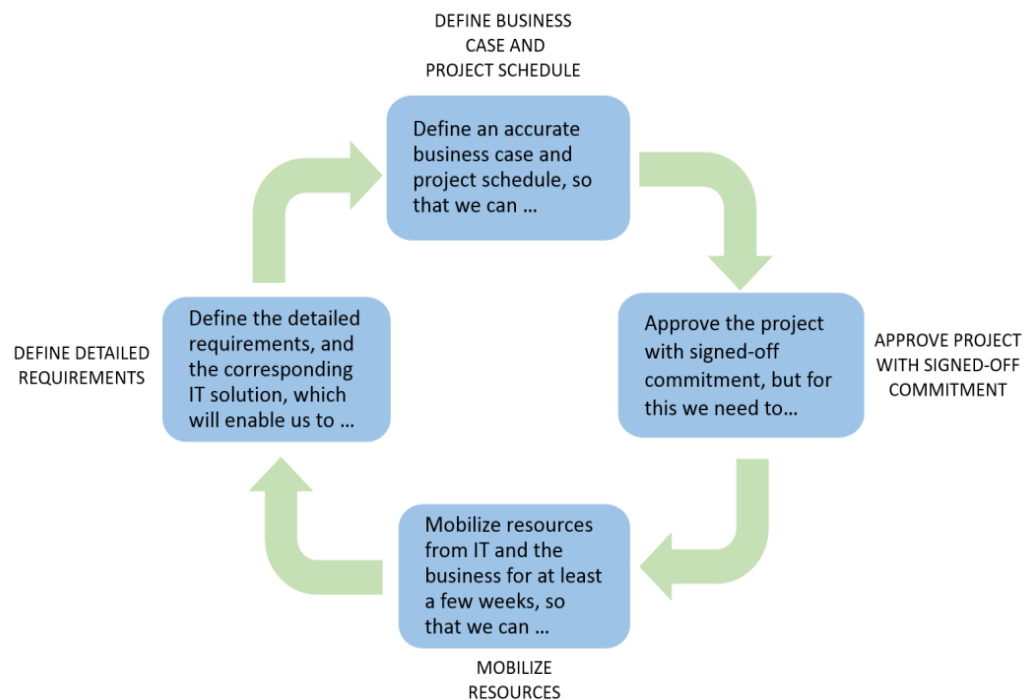 DEFINE BUSINESS
CASE AND
PROJECT SCHEDULE
Define an accurate
business case and
project schedule, so
that we can ...
Approve the project
with signed-off
commitment, but for
this we need to...
APPROVE PROJECT
WITH SIGNED-OFF
COMMITMENT
Mobilize resources
from IT and the
business for at least
a few weeks, so
that we can ...
MOBILIZE
RESOURCES
Define the detailed
requirements, and
the corresponding
IT solution, which
will enable us to ...
DEFINE DETAILED
REQUIREMENTS